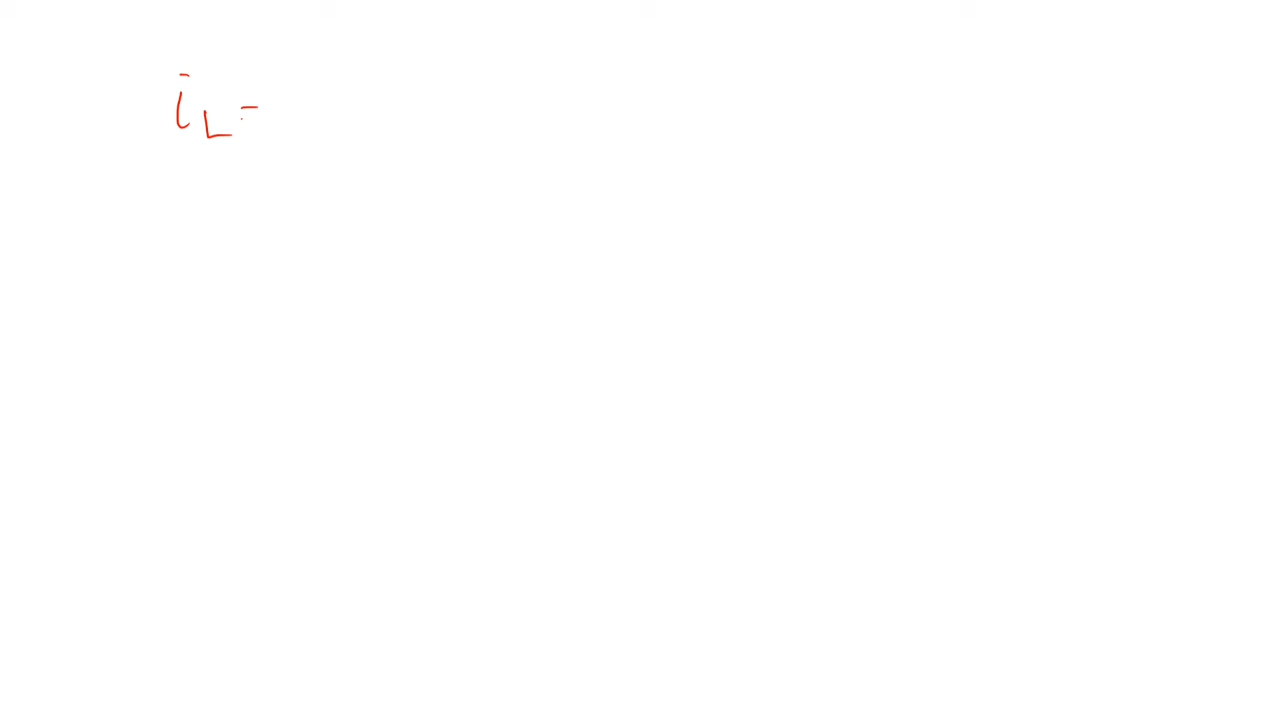 i_L =